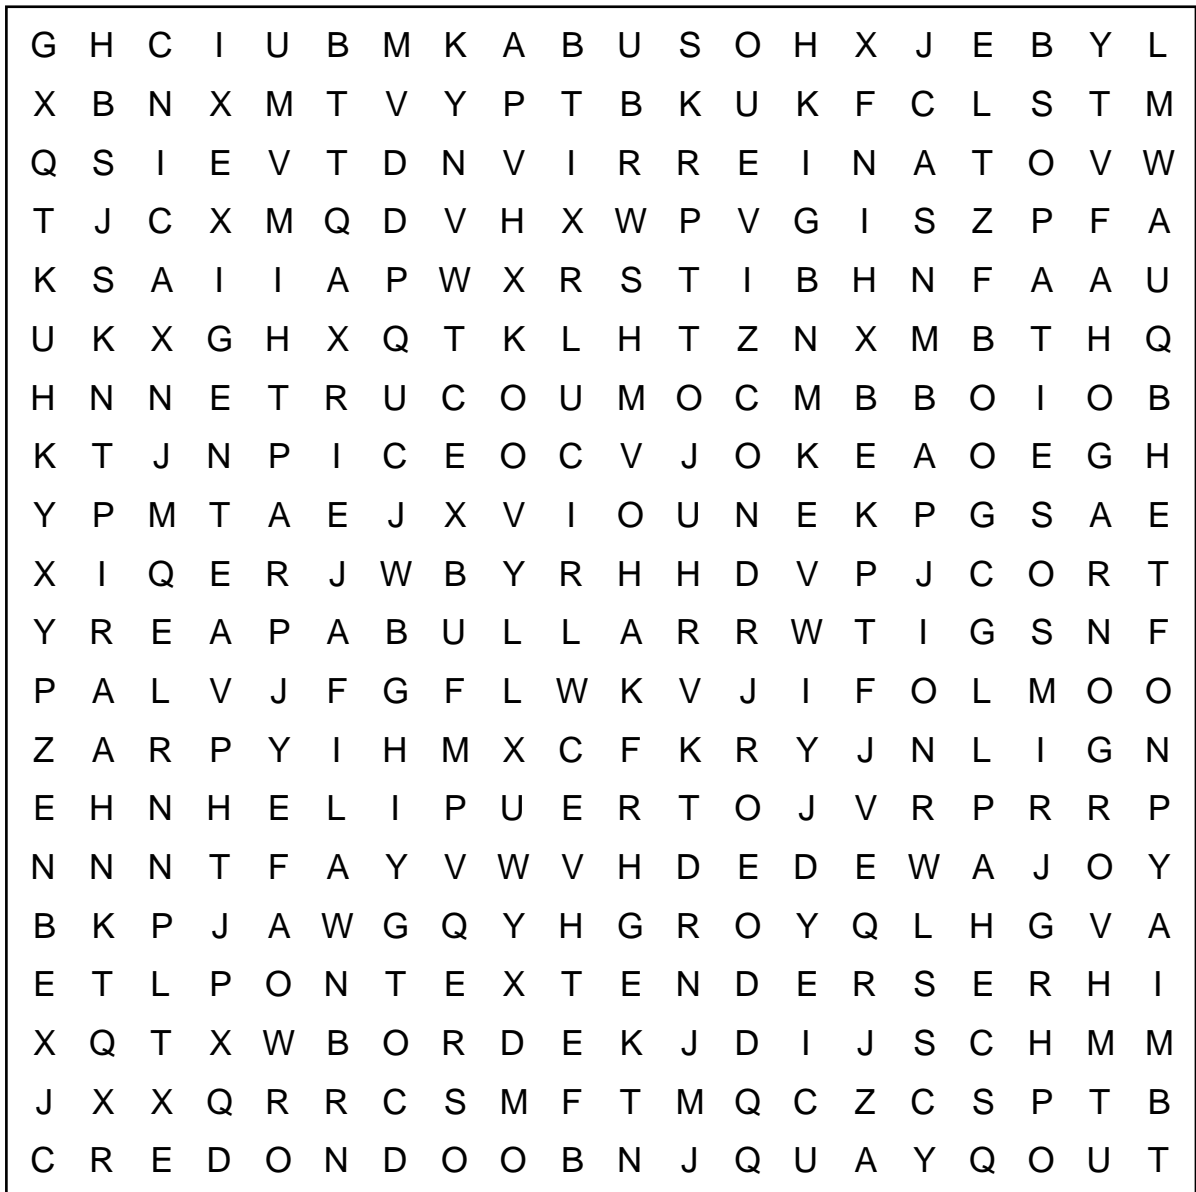 G H C I U B M K A B U S O H X J E B Y L
X B N X M T V Y P T B K U K F C L S T M
Q S I E V T D N V I R R E I N A T O V W
T J C X M Q D V H X W P V G I S Z P F A
K S A I I A P W X R S T I B H N F A A U
U K X G H X Q T K L H T Z N X M B T H Q
H N N E T R U C O U M O C M B B O I O B
K T J N P I C E O C V J O K E A O E G H
Y P M T A E J X V I O U N E K P G S A E
X I Q E R J W B Y R H H D V P J C O R T
Y R E A P A B U L L A R R W T I G S N F
P A L V J F G F L W K V J I F O L M O O
Z A R P Y I H M X C F K R Y J N L I G N
E H N H E L I P U E R T O J V R P R R P
N N N T F A Y V W V H D E D E W A J O Y
B K P J A W G Q Y H G R O Y Q L H G V A
E T L P O N T E X T E N D E R S E R H I
X Q T X W B O R D E K J D I J S C H M M
J X X Q R R C S M F T M Q C Z C S P T B
C R E D O N D O O B N J Q U A Y Q O U T